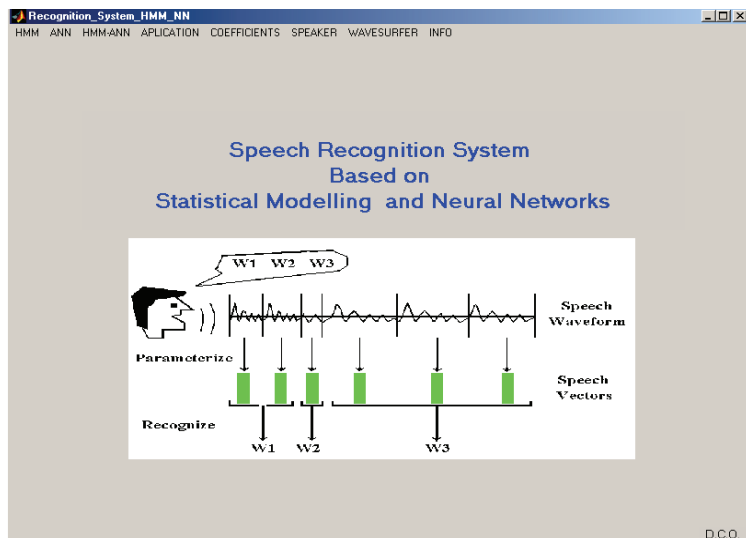 Recognition_System_HMM_NN
HMM ANN HMM-ANN APLICATION COEFFICIENTS SPEAKER WAVESURFER INFO
Speech Recognition System
Based on
Statistical Modelling and Neural Networks
W1 W2 W3
Speech
Waveform
Parameterize
Speech
Vectors
Recognize
W1 W2 W3
D.C.O.